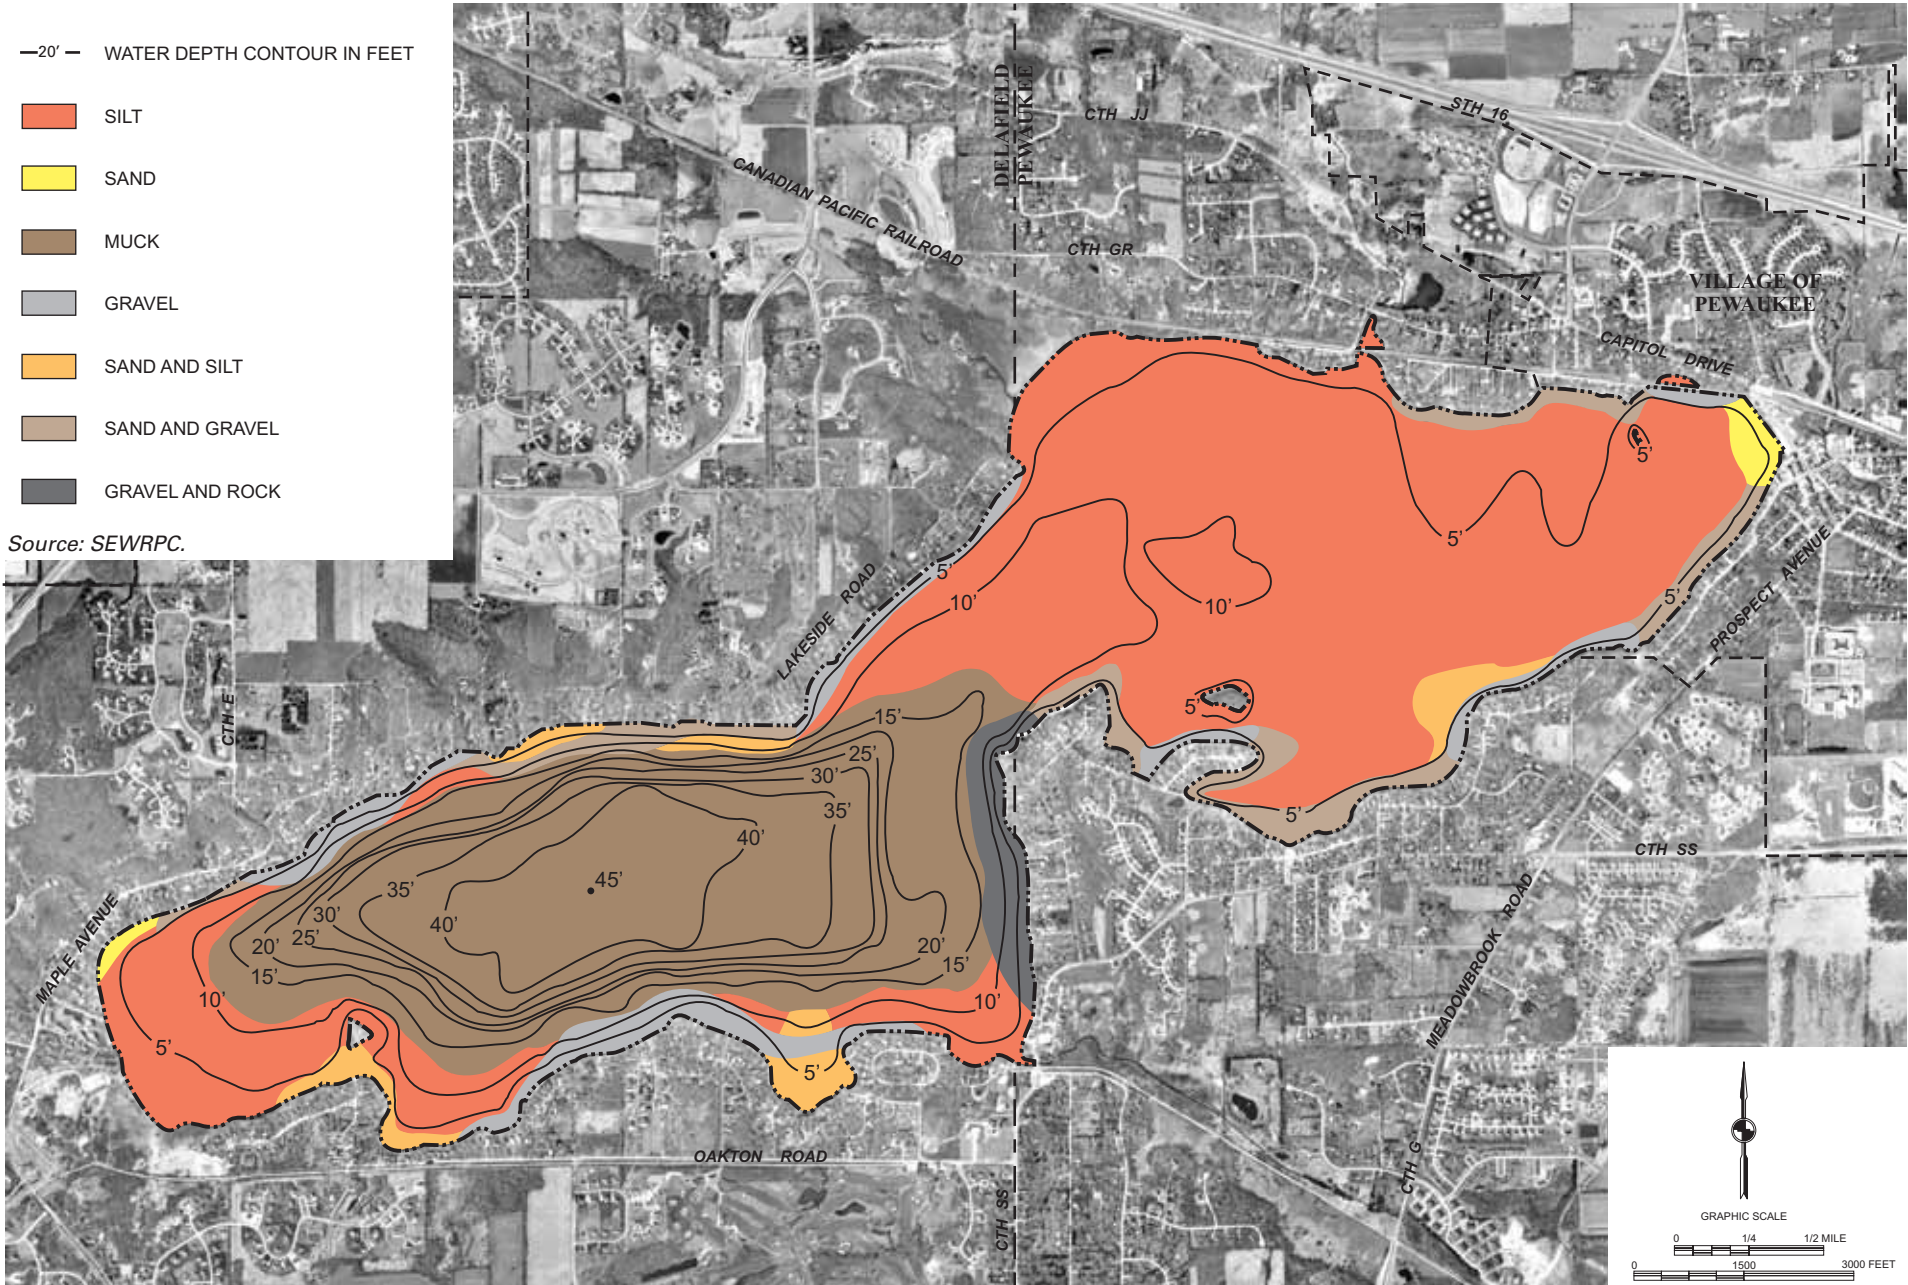 20' WATER DEPTH CONTOUR IN FEET
SILT
SAND
MUCK
GRAVEL
SAND AND SILT
SAND AND GRAVEL
GRAVEL AND ROCK
Source: SEWRPC.
DELAFIELD
PEWAUKEE
CTH JJ
STH 16
CANADIAN PACIFIC RAILROAD
CTH GR
VILLAGE OF
PEWAUKEE
CAPITOL DRIVE
5'
5'
PROSPECT AVENUE
5'
LAKESIDE ROAD
5'
10'
10'
5'
5'
CTH E
15'
25'
30'
35'
40'
45'
35'
40'
30'
25'
20'
15'
10'
5'
20'
15'
10'
5'
MAPLE AVENUE
CTH SS
MEADOWBROOK ROAD
OAKTON ROAD
CTH SS
CTH G
GRAPHIC SCALE
0 1/4 1/2 MILE
0 1500 3000 FEET